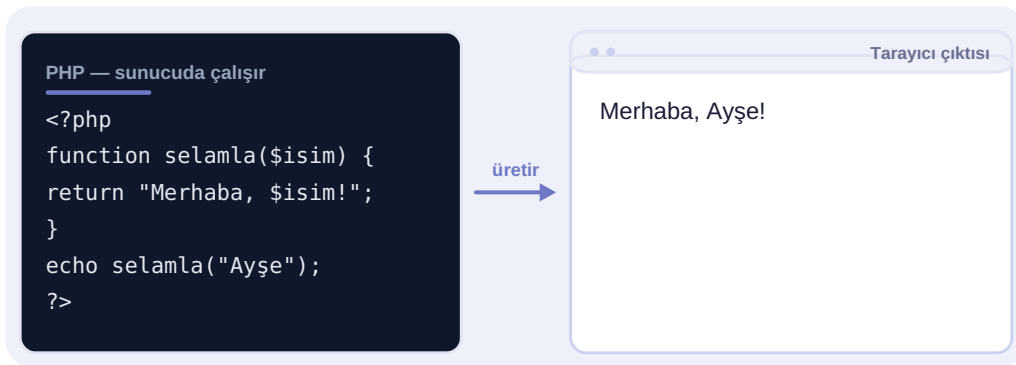 PHP — sunucuda çalışır
<?php
function selamla($isim) {
return "Merhaba, $isim!";
}
echo selamla("Ayşe");
?>
üretir
Tarayıcı çıktısı
Merhaba, Ayşe!